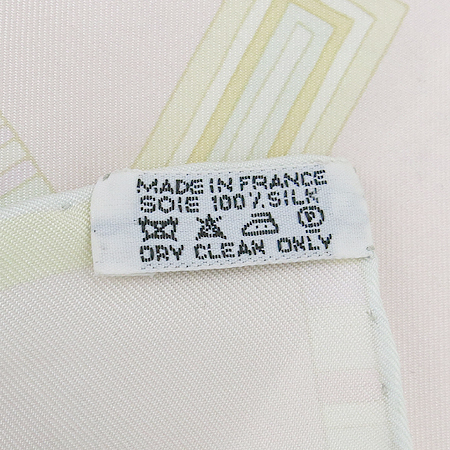 MADE IN FRANCE
SOIE 100% SILK
P
DRY CLEAN ONLY